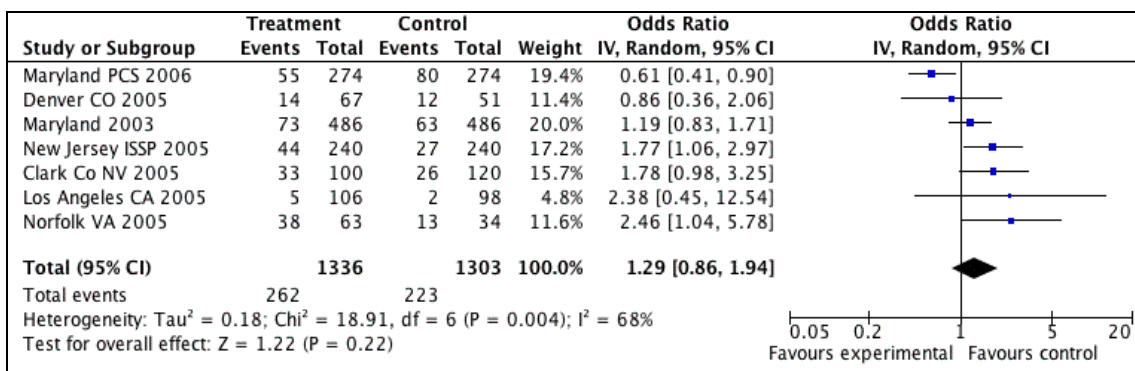 Treatment Control Odds Ratio Odds Ratio
Study or Subgroup Events Total Events Total Weight IV, Random, 95% CI IV, Random, 95% CI
Maryland PCS 2006 55 274 80 274 19.4% 0.61 [0.41, 0.90]
Denver CO 2005 14 67 12 51 11.4% 0.86 [0.36, 2.06]
Maryland 2003 73 486 63 486 20.0% 1.19 [0.83, 1.71]
New Jersey ISSP 2005 44 240 27 240 17.2% 1.77 [1.06, 2.97]
Clark Co NV 2005 33 100 26 120 15.7% 1.78 [0.98, 3.25]
Los Angeles CA 2005 5 106 2 98 4.8% 2.38 [0.45, 12.54]
Norfolk VA 2005 38 63 13 34 11.6% 2.46 [1.04, 5.78]
Total (95% CI) 1336 1303 100.0% 1.29 [0.86, 1.94]
Total events 262 223
Heterogeneity: Tau² = 0.18; Chi² = 18.91, df = 6 (P = 0.004); I² = 68%
Test for overall effect: Z = 1.22 (P = 0.22)
0.05 0.2 1 5 20
Favours experimental Favours control